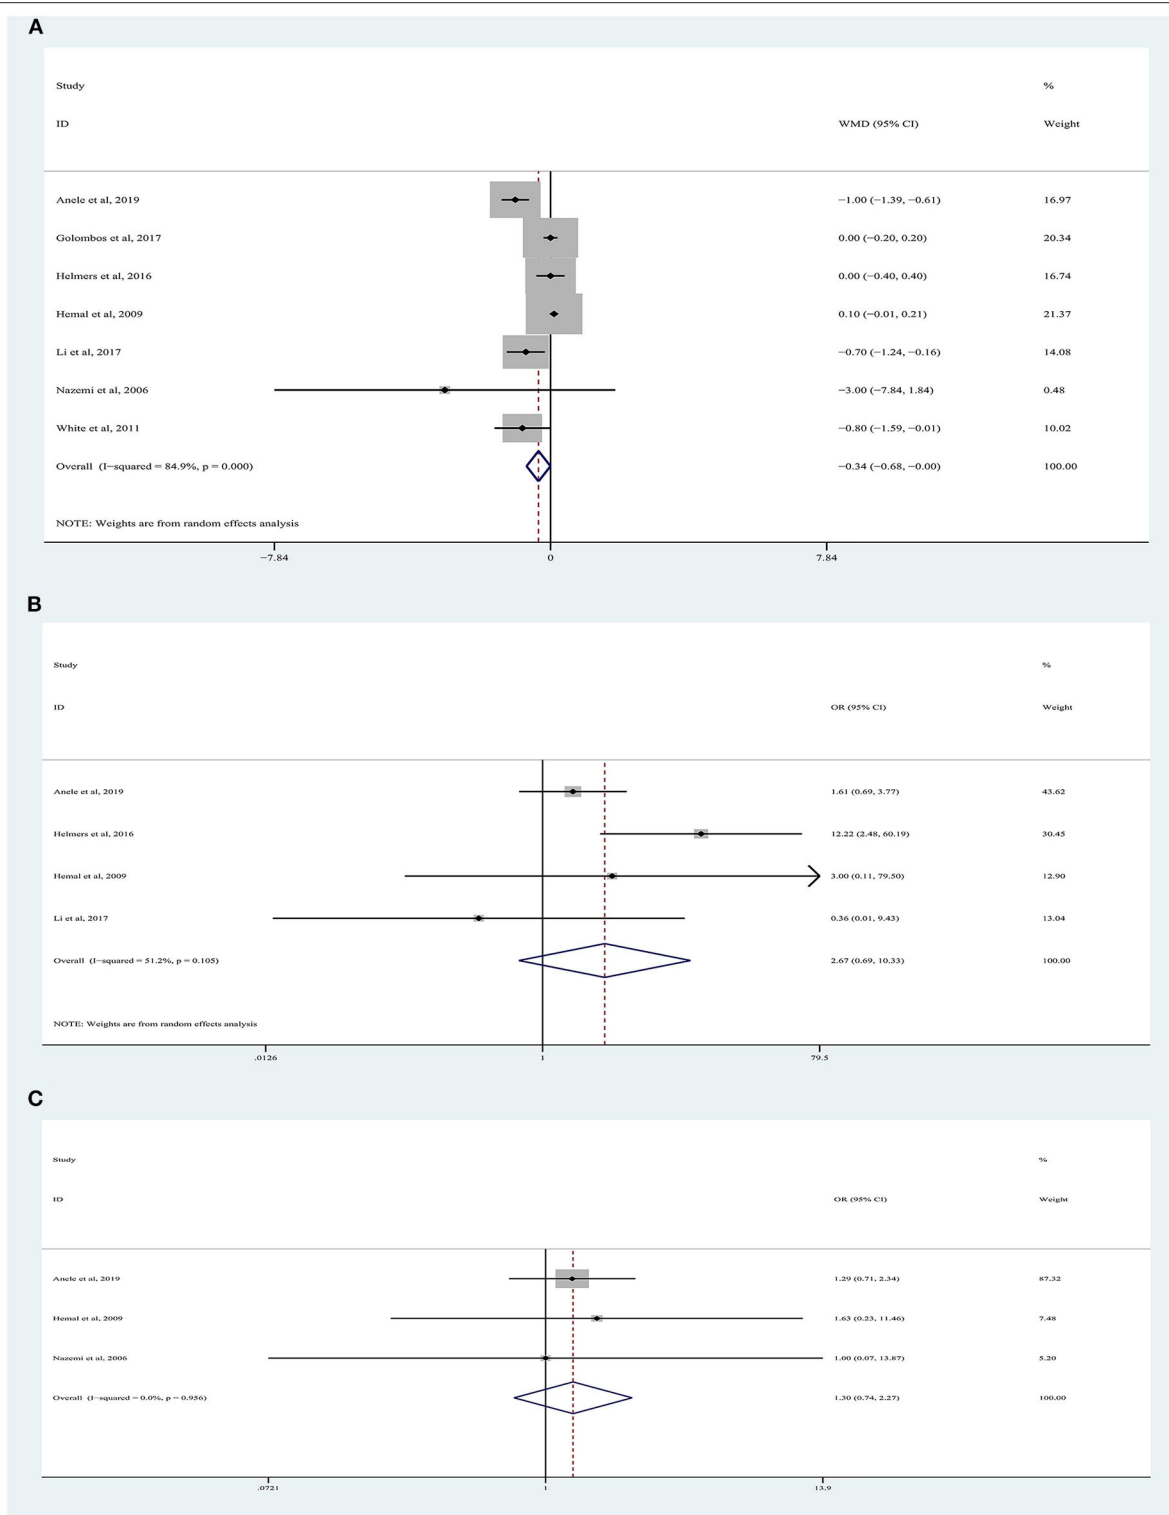 A
Study %
ID WMD (95% CI) Weight
Anele et al, 2019 −1.00 (−1.39, −0.61) 16.97
Golombos et al, 2017 0.00 (−0.20, 0.20) 20.34
Helmers et al, 2016 0.00 (−0.40, 0.40) 16.74
Hemal et al, 2009 0.10 (−0.01, 0.21) 21.37
Li et al, 2017 −0.70 (−1.24, −0.16) 14.08
Nazemi et al, 2006 −3.00 (−7.84, 1.84) 0.48
White et al, 2011 −0.80 (−1.59, −0.01) 10.02
Overall (I−squared = 84.9%, p = 0.000) −0.34 (−0.68, −0.00) 100.00
NOTE: Weights are from random effects analysis
−7.84 0 7.84
B
Study %
ID OR (95% CI) Weight
Anele et al, 2019 1.61 (0.69, 3.77) 43.62
Helmers et al, 2016 12.22 (2.48, 60.19) 30.45
Hemal et al, 2009 3.00 (0.11, 79.50) 12.90
Li et al, 2017 0.36 (0.01, 9.43) 13.04
Overall (I−squared = 51.2%, p = 0.105) 2.67 (0.69, 10.33) 100.00
NOTE: Weights are from random effects analysis
.0126 1 79.5
C
Study %
ID OR (95% CI) Weight
Anele et al, 2019 1.29 (0.71, 2.34) 87.32
Hemal et al, 2009 1.63 (0.23, 11.46) 7.48
Nazemi et al, 2006 1.00 (0.07, 13.87) 5.20
Overall (I−squared = 0.0%, p = 0.956) 1.30 (0.74, 2.27) 100.00
.0721 1 13.9